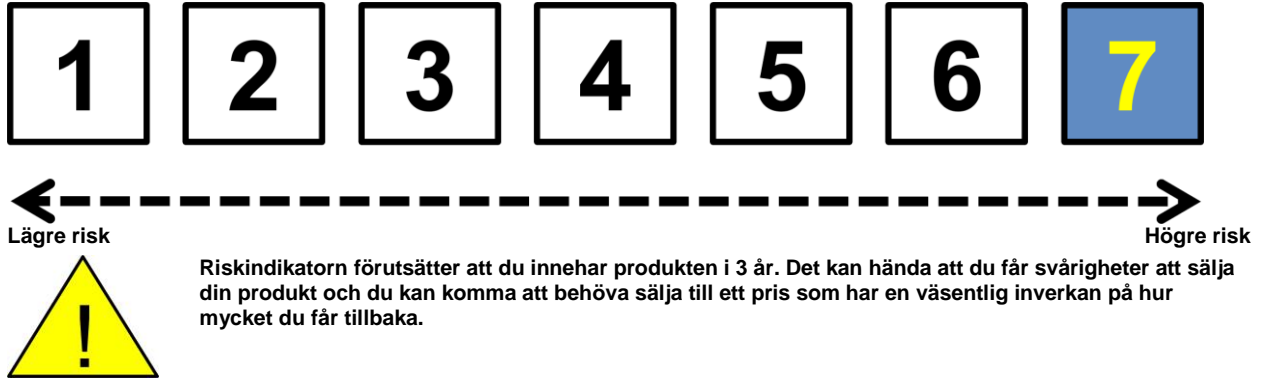 1 2 3 4 5 6 7
Lägre risk Högre risk
Riskindikatorn förutsätter att du innehar produkten i 3 år. Det kan hända att du får svårigheter att sälja
din produkt och du kan komma att behöva sälja till ett pris som har en väsentlig inverkan på hur
mycket du får tillbaka.
!